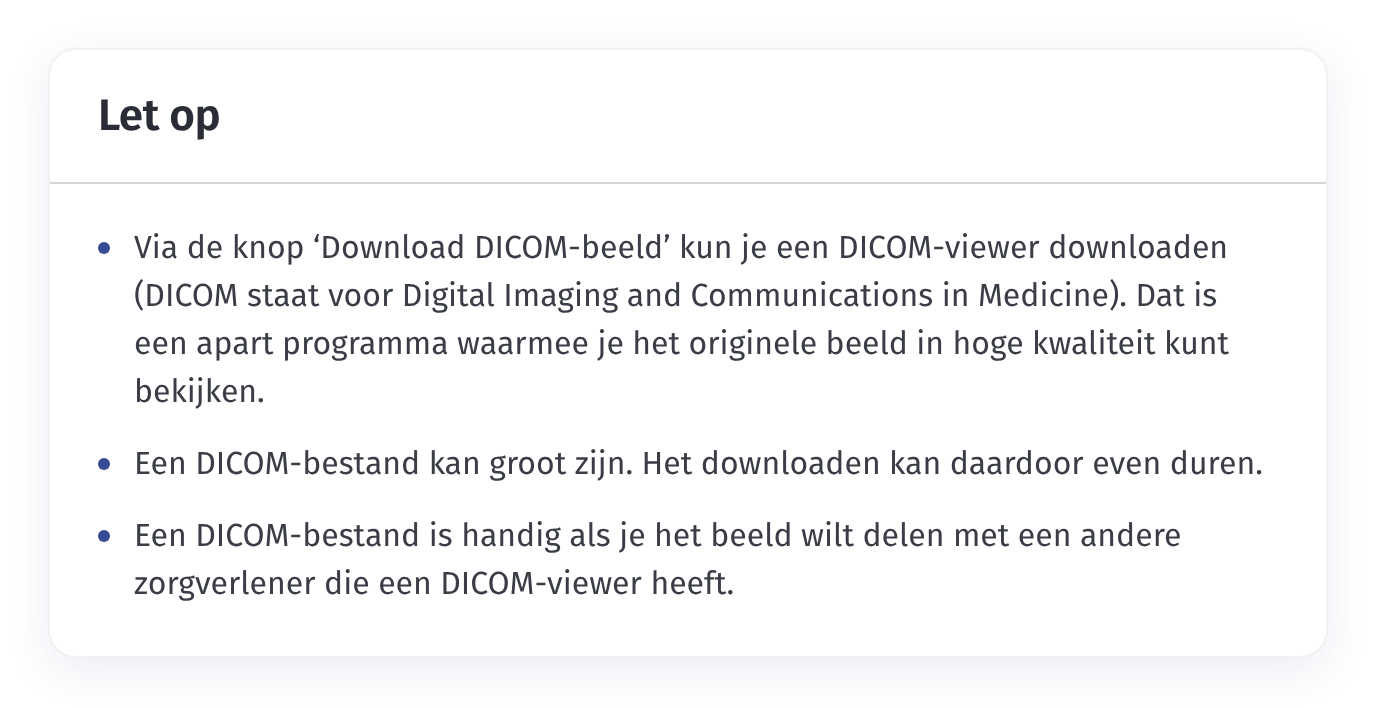 Let op
Via de knop ‘Download DICOM-beeld’ kun je een DICOM-viewer downloaden
(DICOM staat voor Digital Imaging and Communications in Medicine). Dat is
een apart programma waarmee je het originele beeld in hoge kwaliteit kunt
bekijken.
Een DICOM-bestand kan groot zijn. Het downloaden kan daardoor even duren.
Een DICOM-bestand is handig als je het beeld wilt delen met een andere
zorgverlener die een DICOM-viewer heeft.